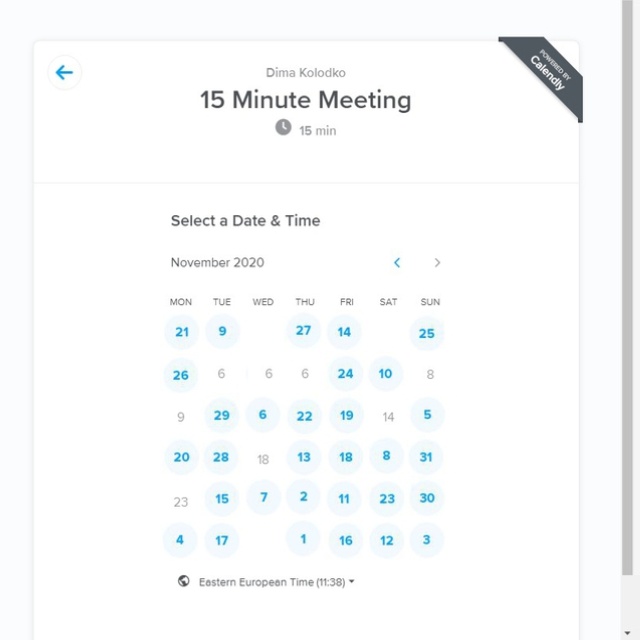 POWERED BY
Calendly
Dima Kolodko
15 Minute Meeting
15 min
Select a Date & Time
November 2020
MON TUE WED THU FRI SAT SUN
21 9 27 14 25
26 6 6 6 24 10 8
9 29 6 22 19 14 5
20 28 18 13 18 8 31
23 15 7 2 11 23 30
4 17 1 16 12 3
Eastern European Time (11:38)